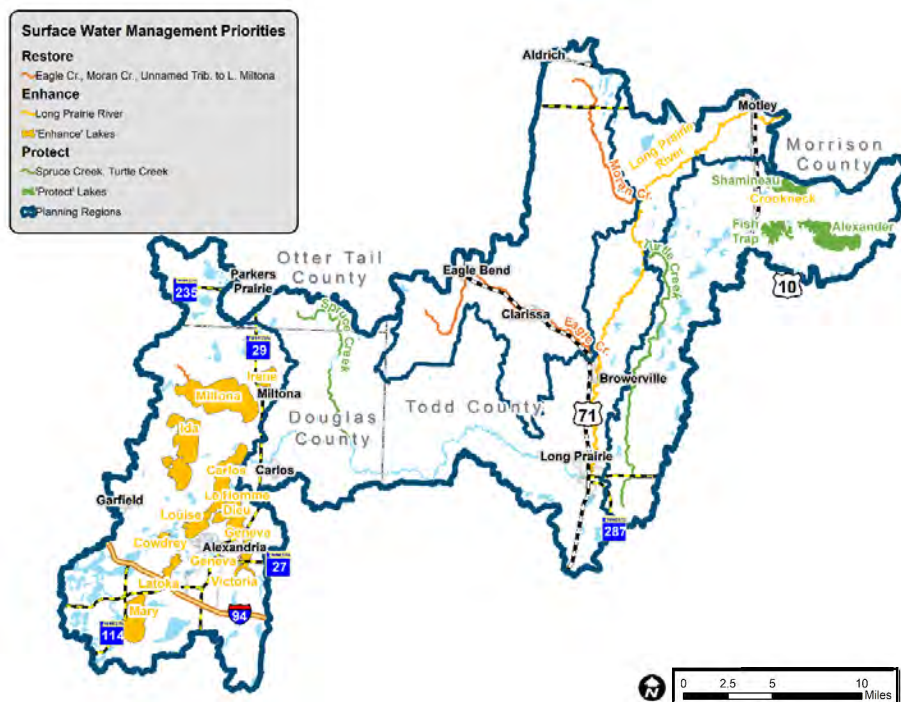 Surface Water Management Priorities
Restore
Eagle Cr., Moran Cr., Unnamed Trib. to L. Miltona
Enhance
Long Prairie River
'Enhance' Lakes
Protect
Spruce Creek, Turtle Creek
'Protect' Lakes
Planning Regions
Aldrich
Motley
Long Prairie
River
Morrison
County
Moran Cr.
Shamineau
Crookneck
Fish
Trap
Alexander
Turtle Creek
10
Otter Tail
County
Parkers
Prairie
235
Eagle Bend
Clarissa
Eagle Cr.
Spruce Creek
29
Irene
Miltona
Miltona
Browerville
Todd County
71
Douglas
County
Ida
Carlos
Carlos
Long Prairie
Le Homme
Dieu
Garfield
Louise
Geneva
Cowdrey
Alexandria
287
Geneva
27
Latoka
Victoria
Mary
94
114
N
0 2.5 5 10
Miles